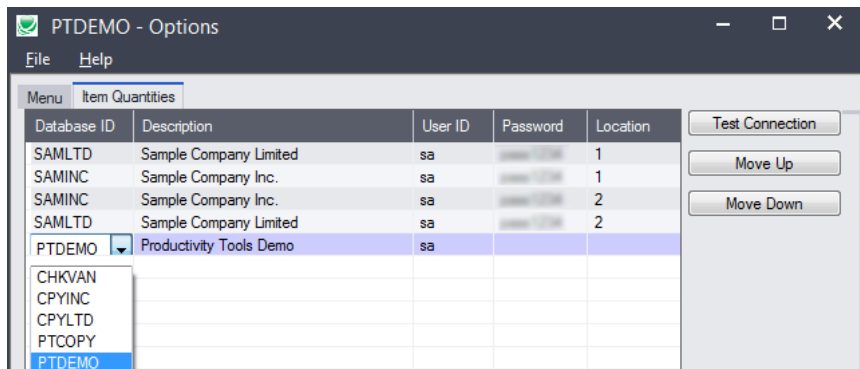 PTDEMO - Options
File Help
Menu Item Quantities
Database ID Description User ID Password Location
SAMLTD Sample Company Limited sa 1
SAMINC Sample Company Inc. sa 1
SAMINC Sample Company Inc. sa 2
SAMLTD Sample Company Limited sa 2
PTDEMO Productivity Tools Demo sa
CHKVAN
CPYINC
CPYLTD
PTCOPY
PTDEMO
Test Connection
Move Up
Move Down